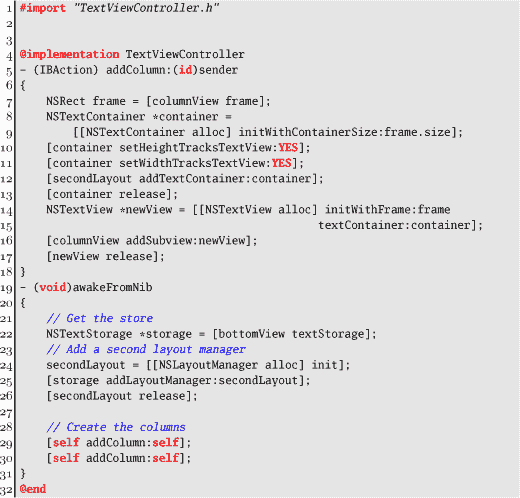 1 #import "TextViewController.h"
2
3
4 @implementation TextViewController
5 - (IBAction) addColumn:(id)sender
6 {
7     NSRect frame = [columnView frame];
8     NSTextContainer *container =
9         [[NSTextContainer alloc] initWithContainerSize:frame.size];
10     [container setHeightTracksTextView:YES];
11     [container setWidthTracksTextView:YES];
12     [secondLayout addTextContainer:container];
13     [container release];
14     NSTextView *newView = [[NSTextView alloc] initWithFrame:frame
15                                               textContainer:container];
16     [columnView addSubview:newView];
17     [newView release];
18 }
19 - (void)awakeFromNib
20 {
21     // Get the store
22     NSTextStorage *storage = [bottomView textStorage];
23     // Add a second layout manager
24     secondLayout = [[NSLayoutManager alloc] init];
25     [storage addLayoutManager:secondLayout];
26     [secondLayout release];
27
28     // Create the columns
29     [self addColumn:self];
30     [self addColumn:self];
31 }
32 @end